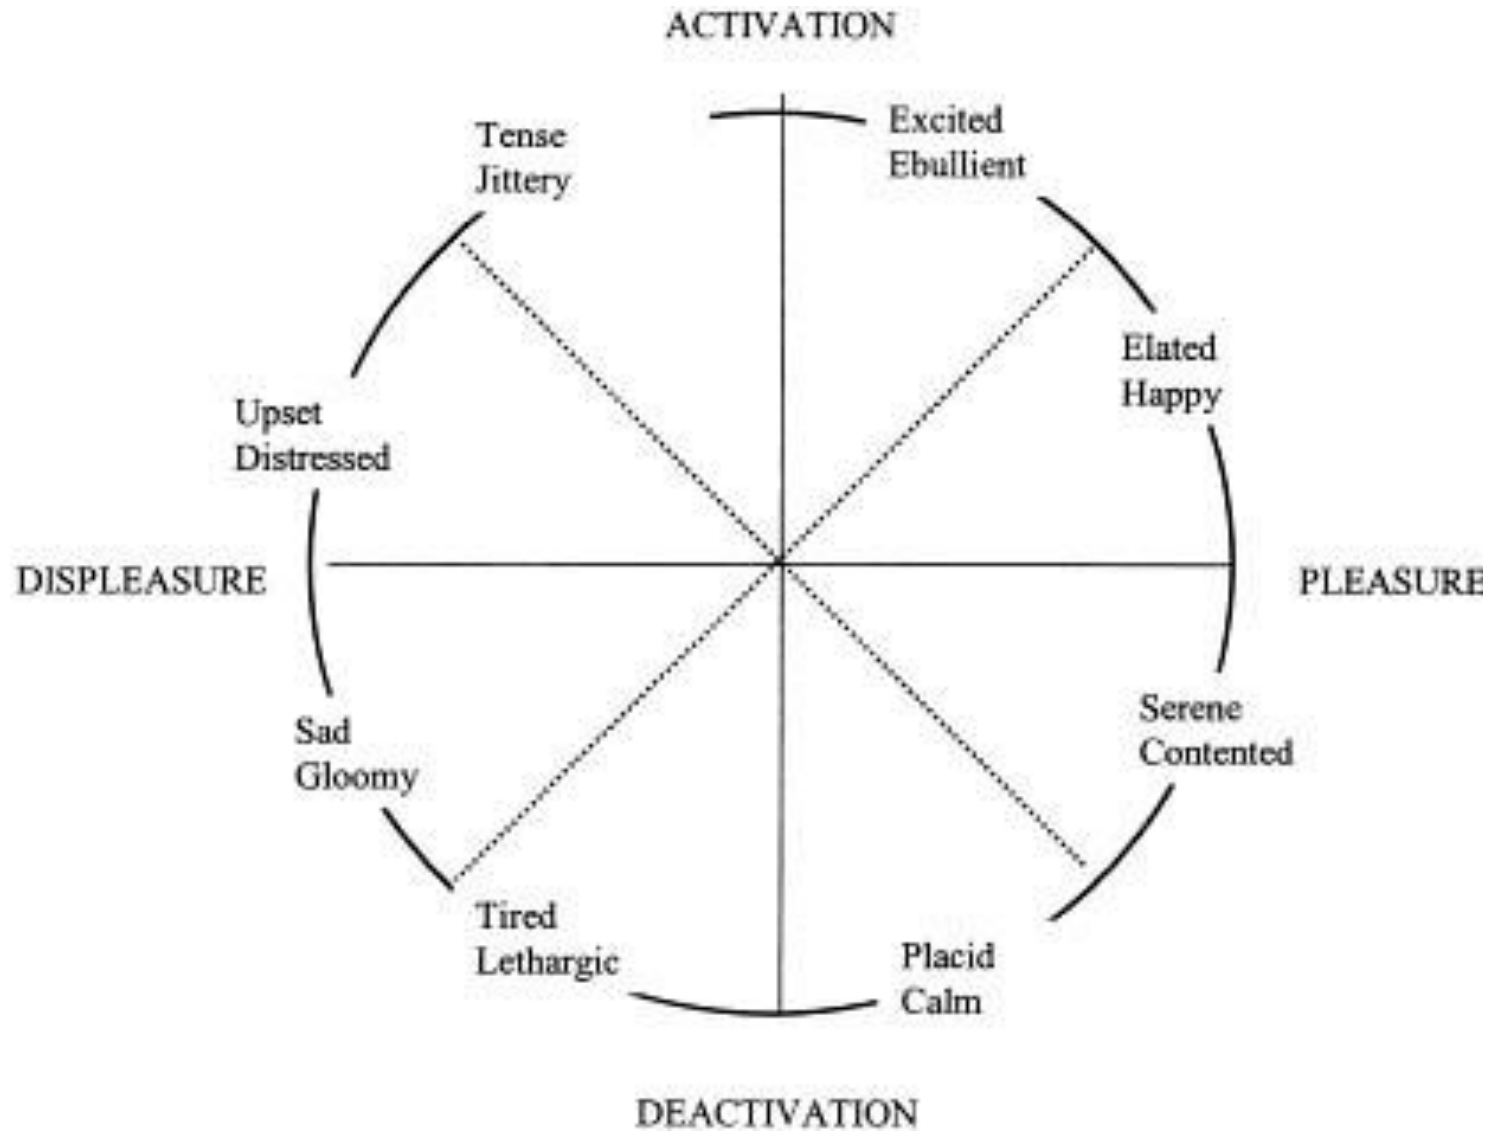 ACTIVATION
Tense
Jittery
Excited
Ebullient
Upset
Distressed
Elated
Happy
DISPLEASURE
PLEASURE
Sad
Gloomy
Serene
Contented
Tired
Lethargic
Placid
Calm
DEACTIVATION